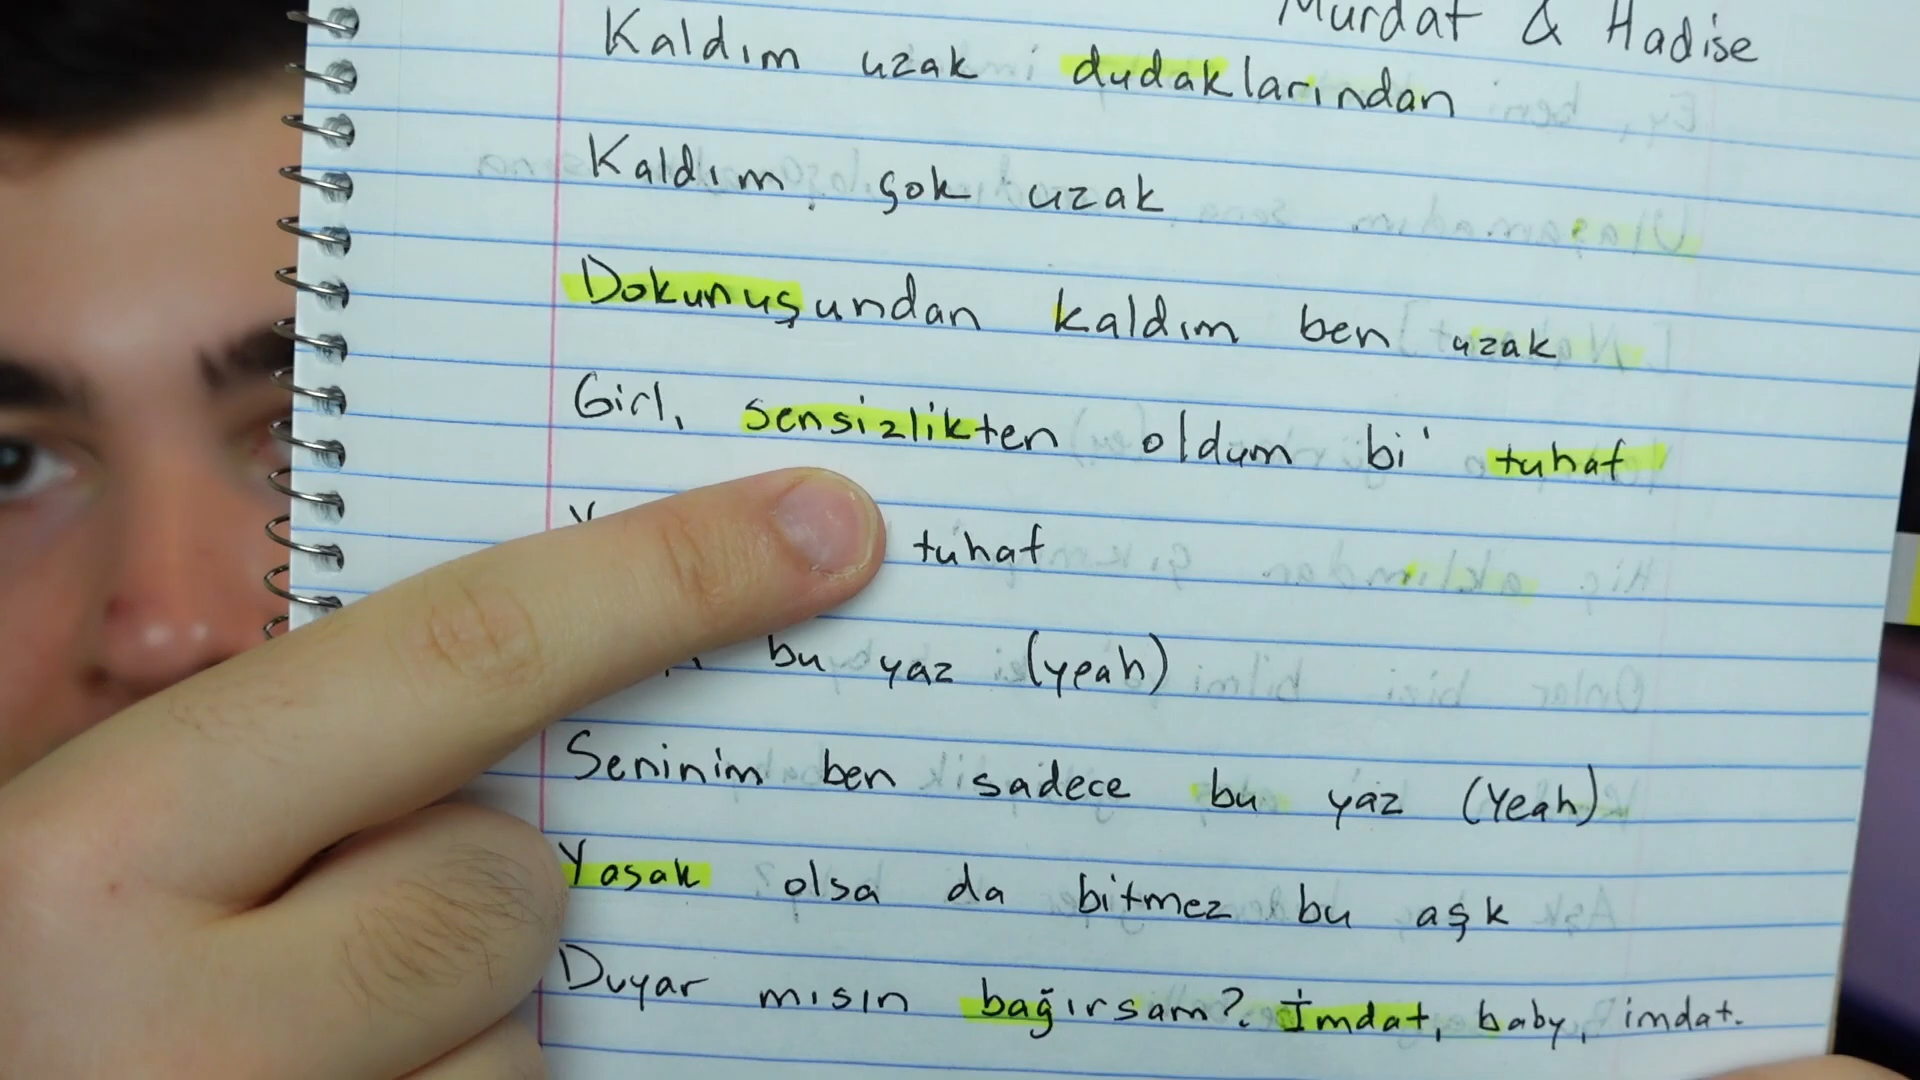 Murdat & Hadise
Kaldım uzak dudaklarından
Kaldım çok uzak
Dokunuşundan kaldım ben uzak
Girl, sensizlikten oldum bi' tuhaf
tuhaf
bu yaz (yeah)
Seninim ben sadece bu yaz (Yeah)
Yasak olsa da bitmez bu aşk
Duyar mısın bağırsam? İmdat, baby, imdat.